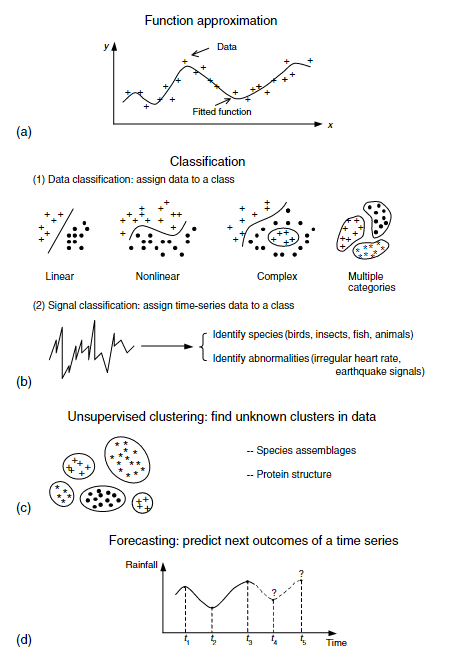 Function approximation
y
Data
Fitted function
x
(a)
Classification
(1) Data classification: assign data to a class
Linear
Nonlinear
Complex
Multiple
categories
(2) Signal classification: assign time-series data to a class
Identify species (birds, insects, fish, animals)
Identify abnormalities (irregular heart rate,
earthquake signals)
(b)
Unsupervised clustering: find unknown clusters in data
-- Species assemblages
-- Protein structure
(c)
Forecasting: predict next outcomes of a time series
Rainfall
?
?
t1 t2 t3 t4 t5 Time
(d)